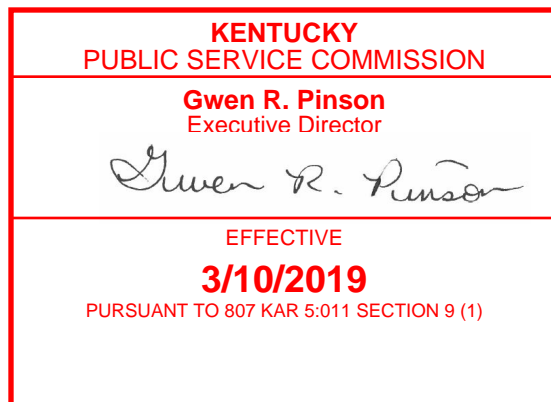 KENTUCKY
PUBLIC SERVICE COMMISSION
Gwen R. Pinson
Executive Director
Gwen R. Pinson
EFFECTIVE
3/10/2019
PURSUANT TO 807 KAR 5:011 SECTION 9 (1)